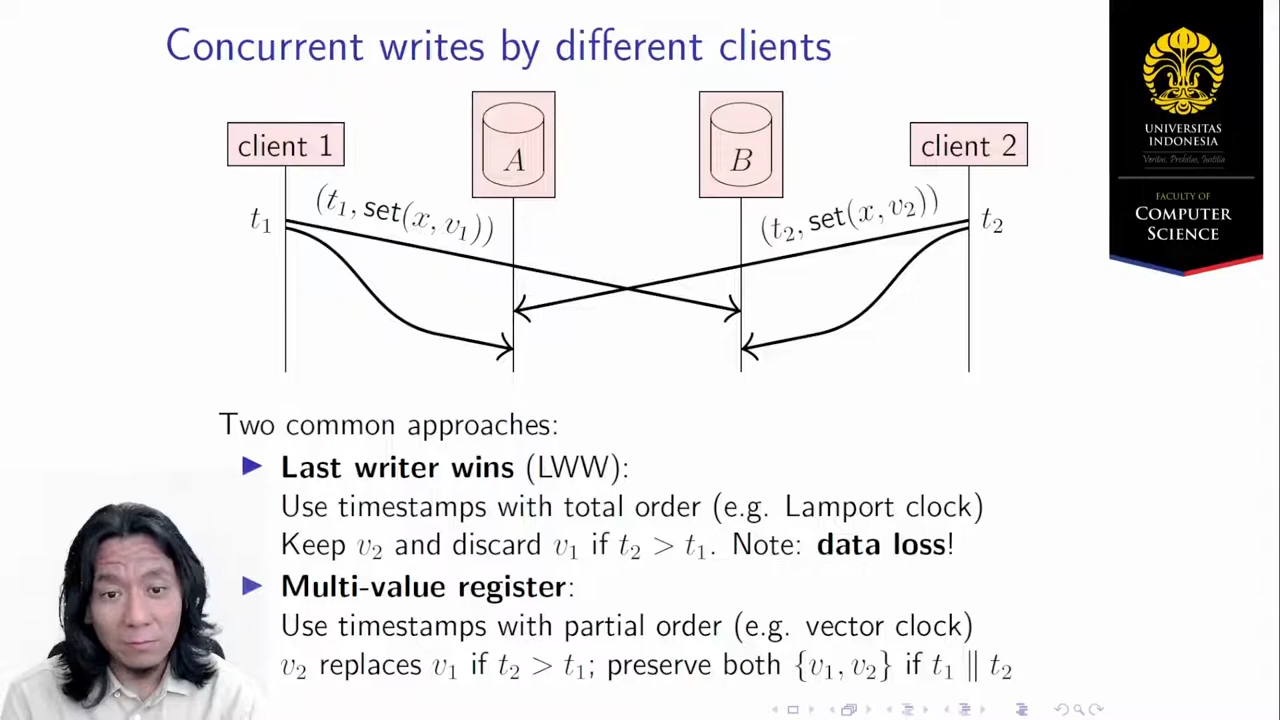 Concurrent writes by different clients
client 1
A
B
client 2
t₁
(t₁, set(x, v₁))
(t₂, set(x, v₂))
t₂
Two common approaches:
Last writer wins (LWW):
Use timestamps with total order (e.g. Lamport clock)
Keep v₂ and discard v₁ if t₂ > t₁. Note: data loss!
Multi-value register:
Use timestamps with partial order (e.g. vector clock)
v₂ replaces v₁ if t₂ > t₁; preserve both {v₁, v₂} if t₁ ∥ t₂
UNIVERSITAS
INDONESIA
Veritas, Probitas, Justitia
FACULTY OF
COMPUTER
SCIENCE